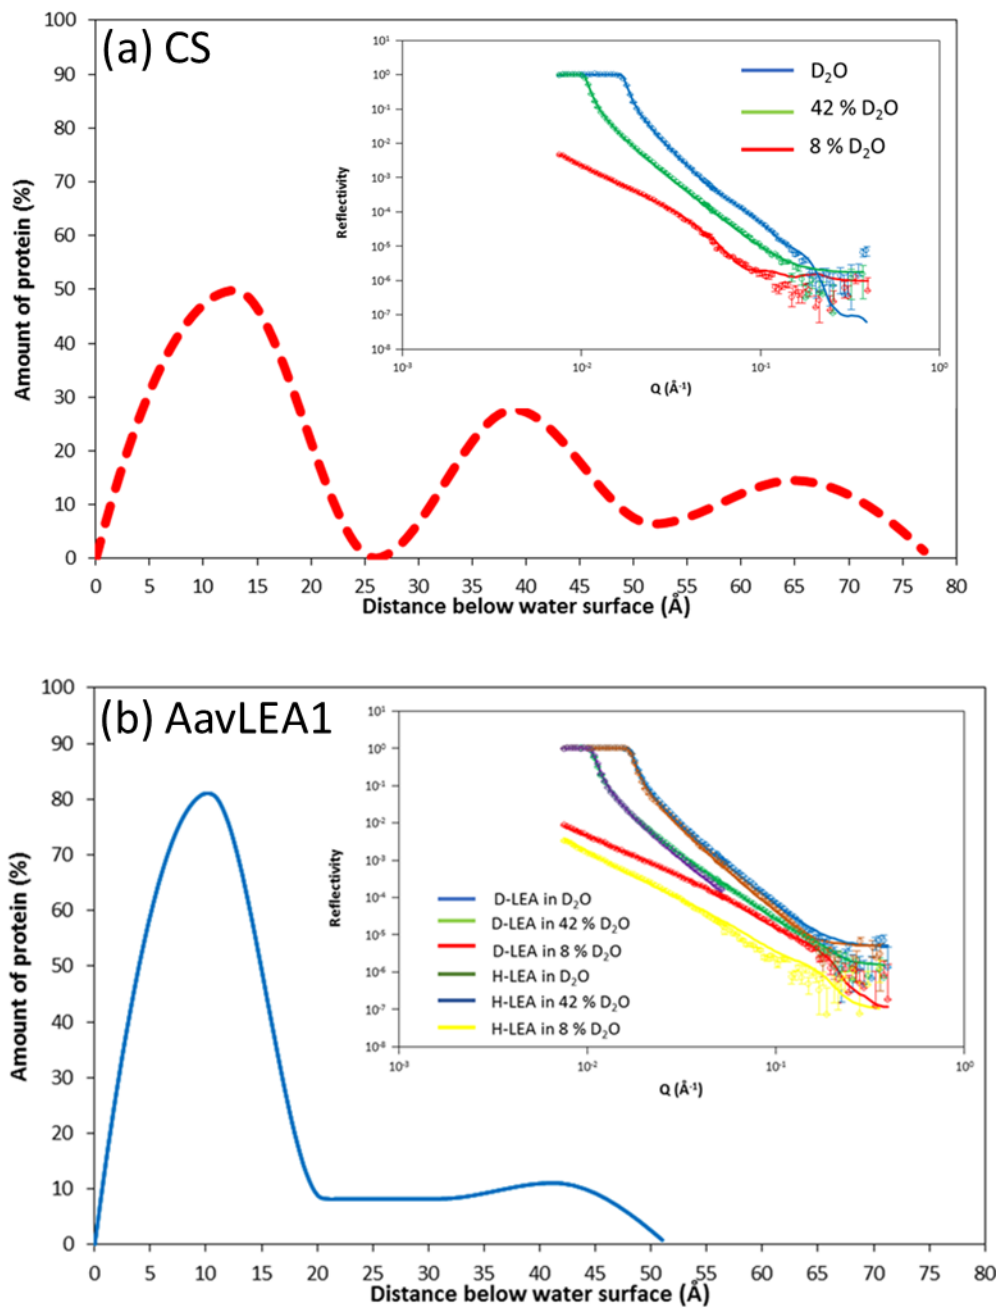 (a) CS
100
90
80
70
60
50
40
30
20
10
0
Amount of protein (%)
0 5 10 15 20 25 30 35 40 45 50 55 60 65 70 75 80
Distance below water surface (Å)
10¹
10⁰
10⁻¹
10⁻²
10⁻³
10⁻⁴
10⁻⁵
10⁻⁶
10⁻⁷
10⁻⁸
Reflectivity
10⁻³ 10⁻² 10⁻¹ 10⁰
Q (Å⁻¹)
D₂O
42 % D₂O
8 % D₂O
(b) AavLEA1
100
90
80
70
60
50
40
30
20
10
0
Amount of protein (%)
0 5 10 15 20 25 30 35 40 45 50 55 60 65 70 75 80
Distance below water surface (Å)
10¹
10⁰
10⁻¹
10⁻²
10⁻³
10⁻⁴
10⁻⁵
10⁻⁶
10⁻⁷
10⁻⁸
Reflectivity
10⁻³ 10⁻² 10⁻¹ 10⁰
Q (Å⁻¹)
D-LEA in D₂O
D-LEA in 42 % D₂O
D-LEA in 8 % D₂O
H-LEA in D₂O
H-LEA in 42 % D₂O
H-LEA in 8 % D₂O